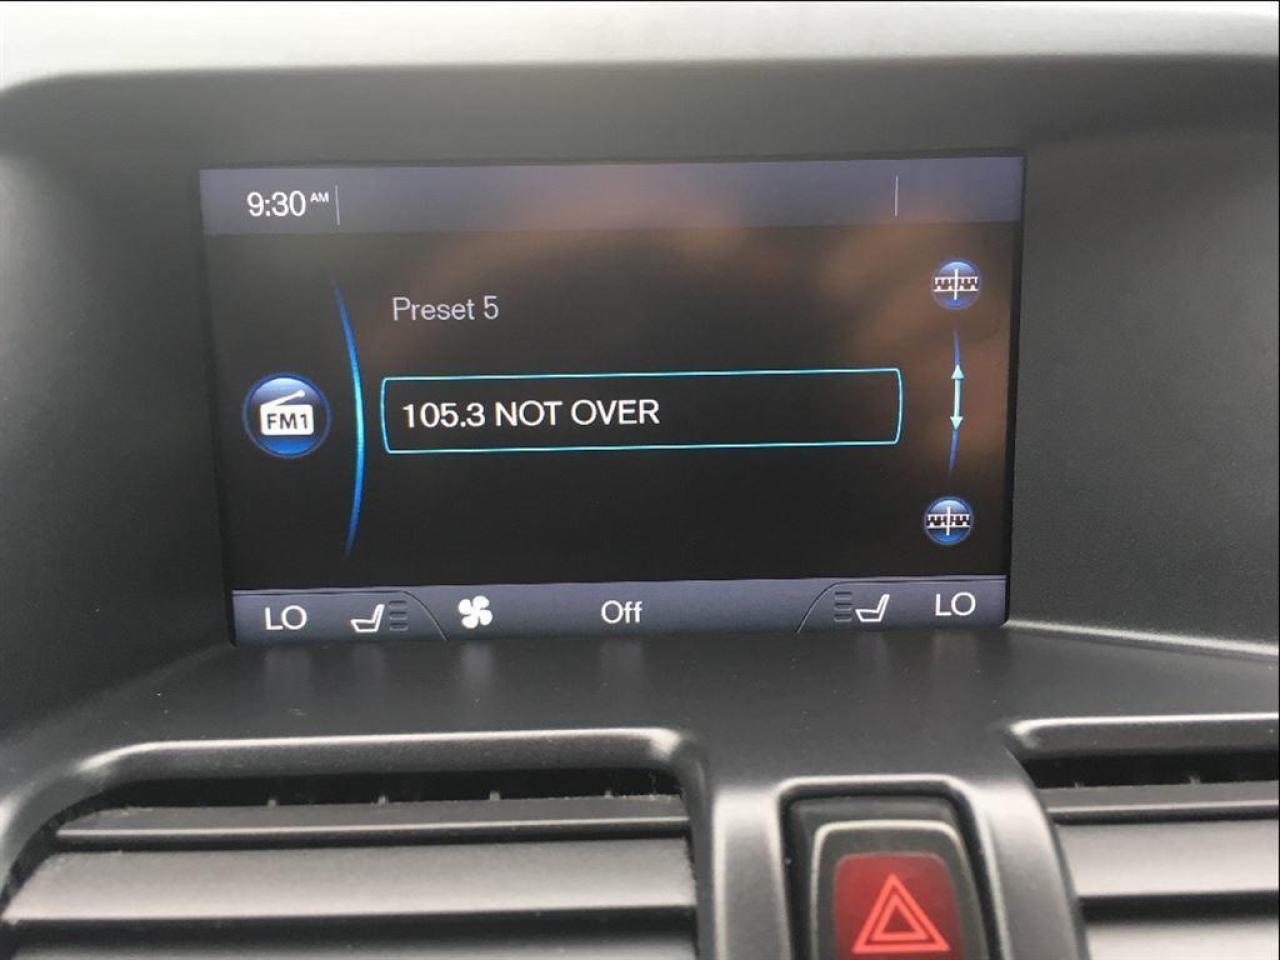 9:30 AM
Preset 5
FM1
105.3 NOT OVER
LO Off LO